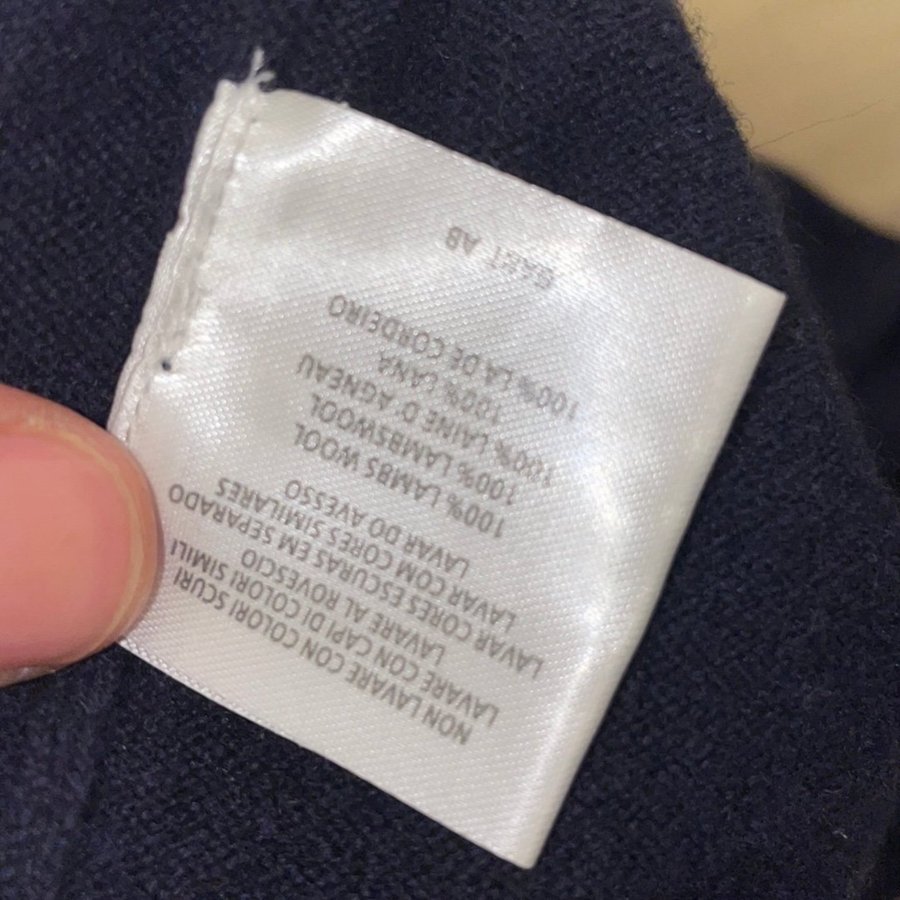 NON LAVARE CON COLORI SCURI
LAVARE CON CAPI DI COLORI SIMILI
LAVARE AL ROVESCIO
LAVAR CORES ESCURAS EM SEPARADO
LAVAR COM CORES SIMILARES
LAVAR DO AVESSO
100% LAMBS WOOL
100% LAMBSWOOL
100% LAINE D' AGNEAU
100% LANA
100% LA DE CORDEIRO
GANT AB